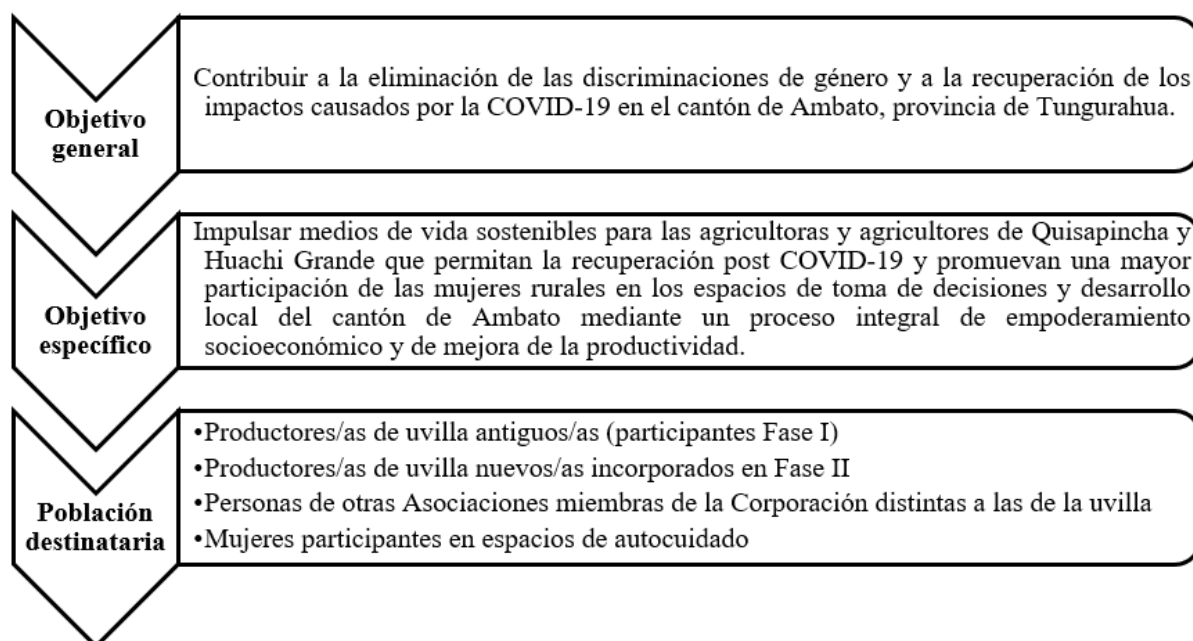 Objetivo
general
Contribuir a la eliminación de las discriminaciones de género y a la recuperación de los
impactos causados por la COVID-19 en el cantón de Ambato, provincia de Tungurahua.
Objetivo
específico
Impulsar medios de vida sostenibles para las agricultoras y agricultores de Quisapincha y
Huachi Grande que permitan la recuperación post COVID-19 y promuevan una mayor
participación de las mujeres rurales en los espacios de toma de decisiones y desarrollo
local del cantón de Ambato mediante un proceso integral de empoderamiento
socioeconómico y de mejora de la productividad.
Población
destinataria
•Productores/as de uvilla antiguos/as (participantes Fase I)
•Productores/as de uvilla nuevos/as incorporados en Fase II
•Personas de otras Asociaciones miembras de la Corporación distintas a las de la uvilla
•Mujeres participantes en espacios de autocuidado